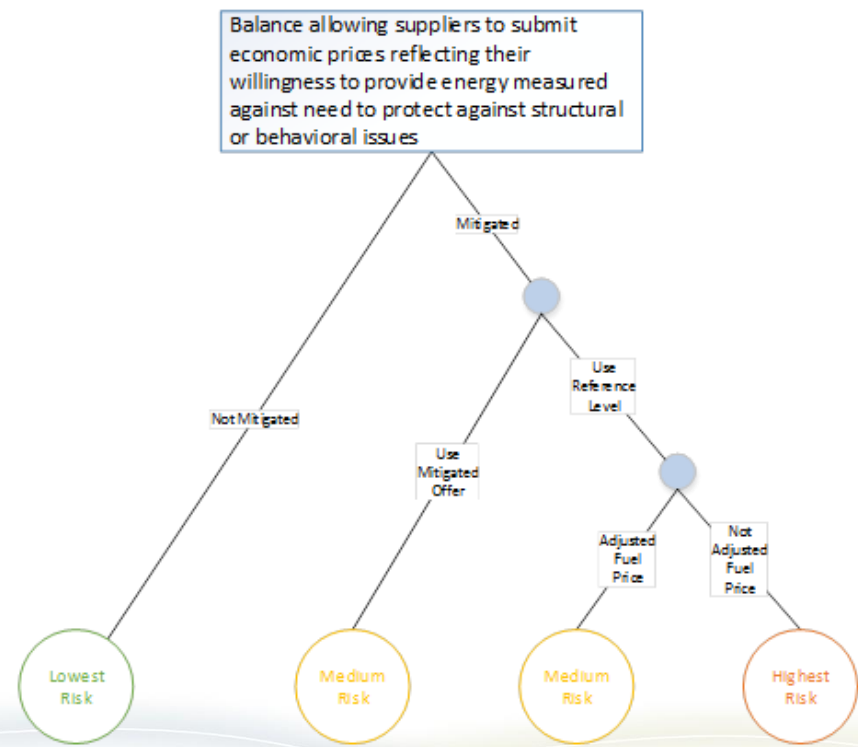 Balance allowing suppliers to submit
economic prices reflecting their
willingness to provide energy measured
against need to protect against structural
or behavioral issues
Mitigated
Use
Reference
Level
Not Mitigated
Use
Mitigated
Offer
Adjusted
Fuel
Price
Not
Adjusted
Fuel
Price
Lowest
Risk
Medium
Risk
Medium
Risk
Highest
Risk